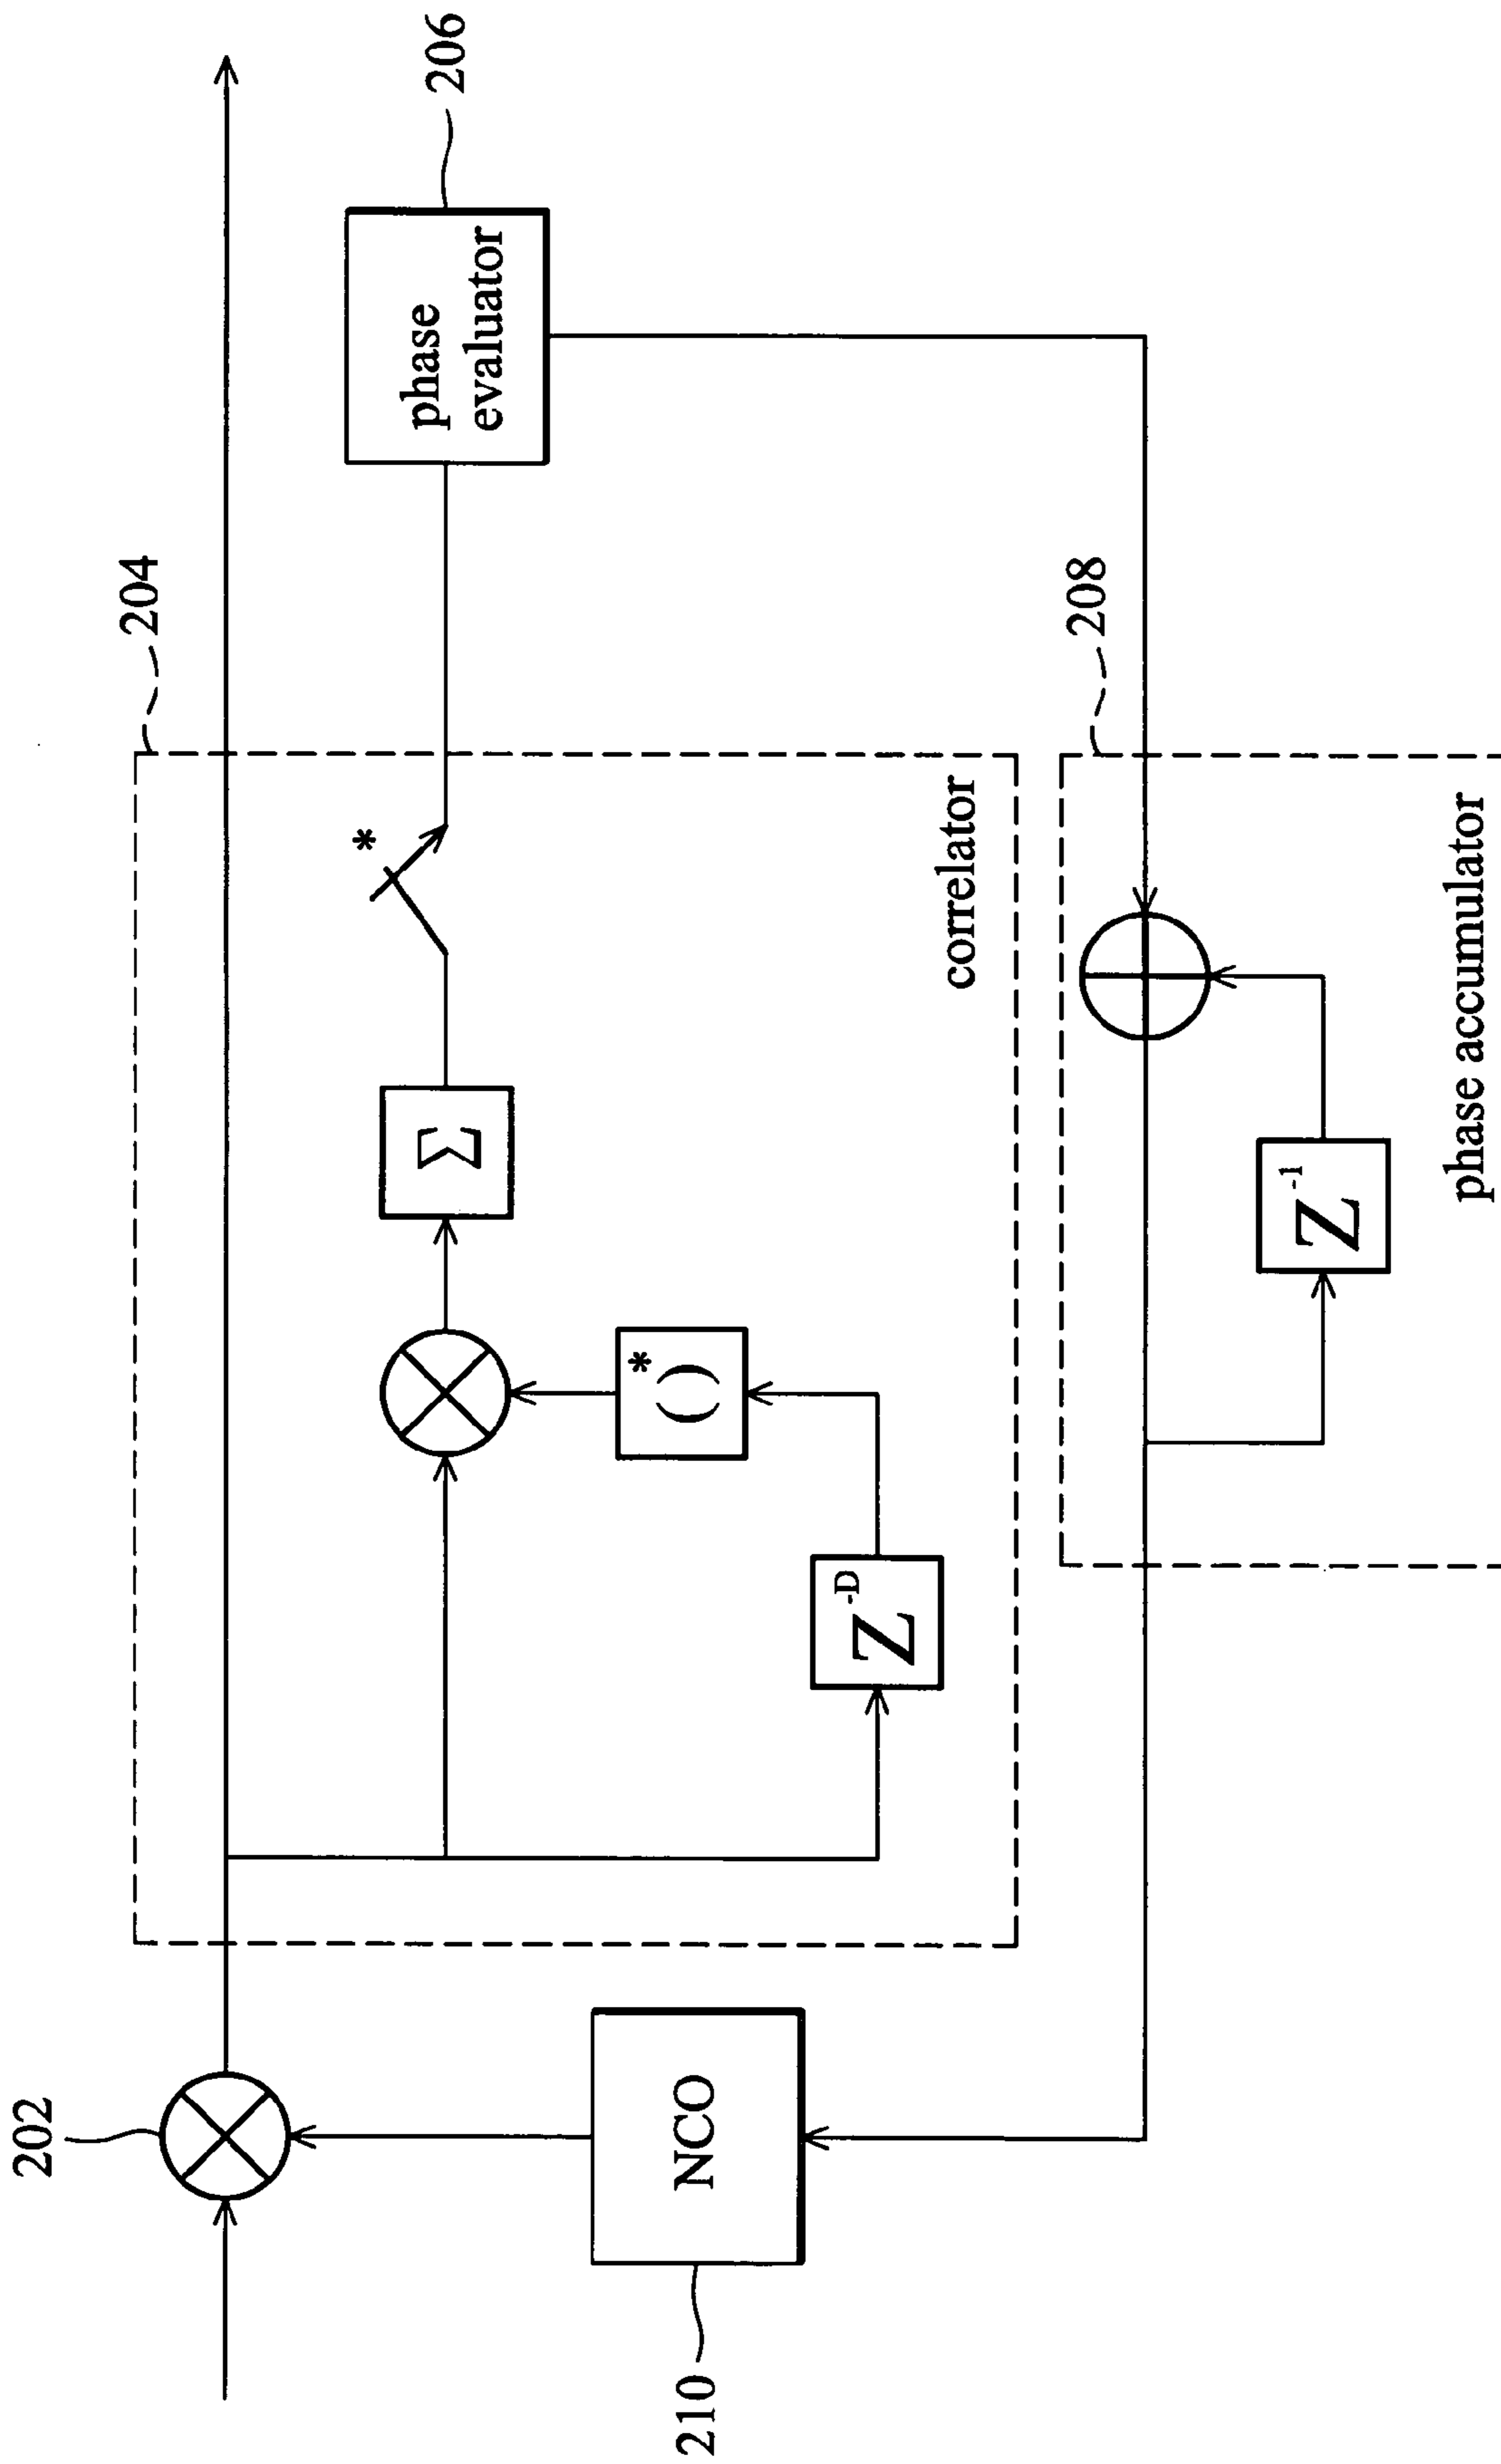 202
204
206
*
Σ
phase
evaluator
()*
Z^-D
correlator
NCO
210
208
Z^-1
phase accumulator